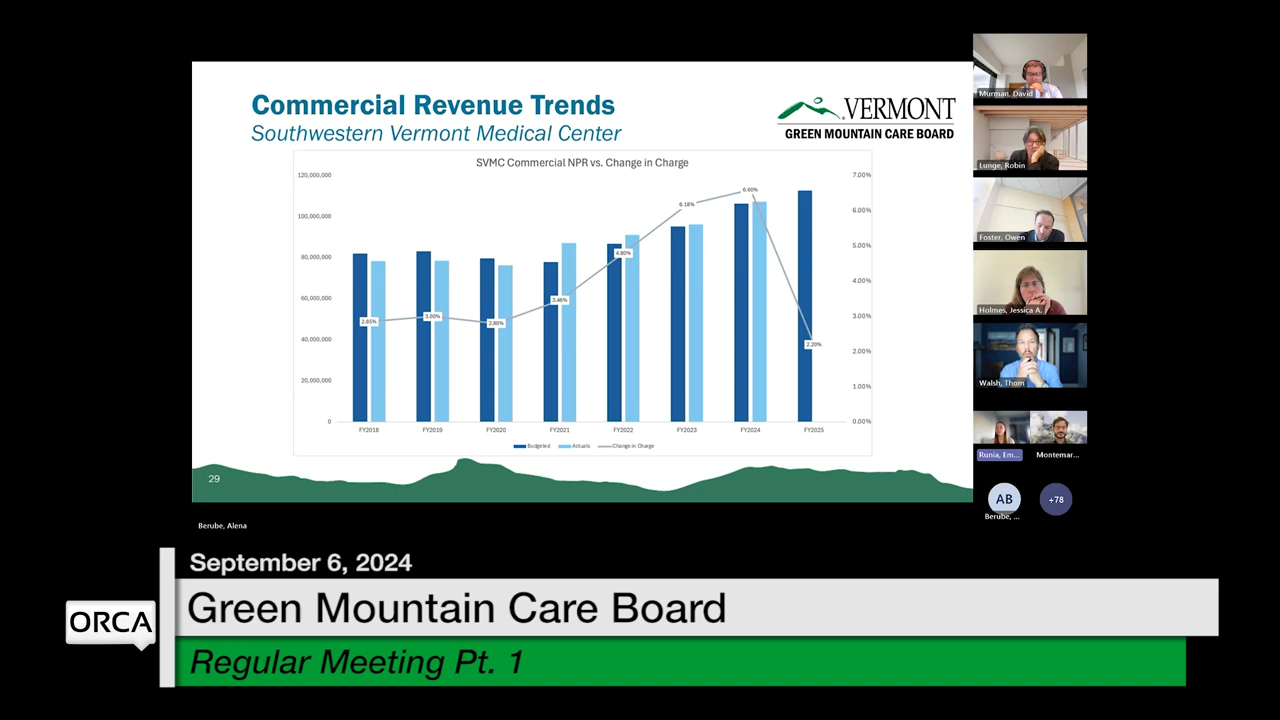 Commercial Revenue Trends
Southwestern Vermont Medical Center
VERMONT
GREEN MOUNTAIN CARE BOARD
SVMC Commercial NPR vs. Change in Charge
120,000,000
100,000,000
80,000,000
60,000,000
40,000,000
20,000,000
0
7.00%
6.00%
5.00%
4.00%
3.00%
2.00%
1.00%
0.00%
2.85%
3.00%
2.80%
3.46%
4.80%
6.18%
6.60%
2.20%
FY2018
FY2019
FY2020
FY2021
FY2022
FY2023
FY2024
FY2025
Budgeted
Actuals
Change in Charge
29
Berube, Alena
Murman, David
Lunge, Robin
Foster, Owen
Holmes, Jessica A.
Walsh, Thom
Runia, Em...
Montemar...
AB
Berube, ...
+78
September 6, 2024
ORCA
Green Mountain Care Board
Regular Meeting Pt. 1